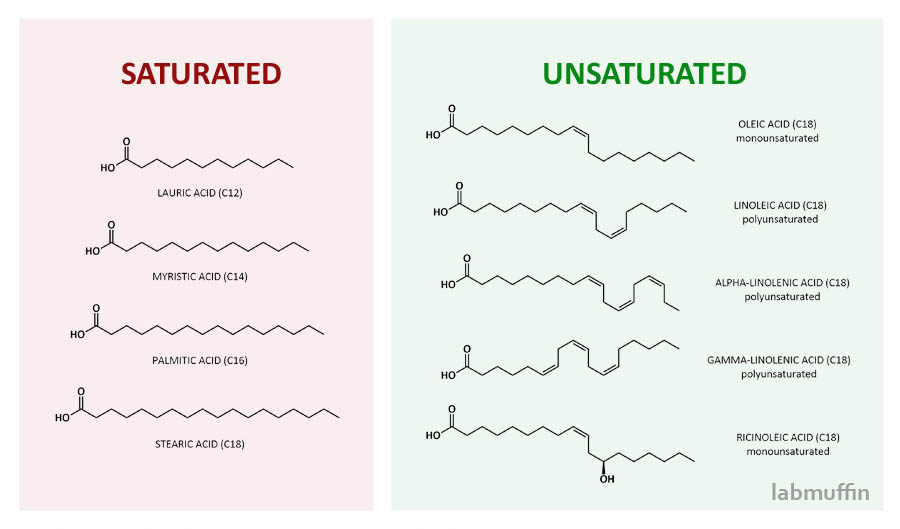 SATURATED
O
HO
LAURIC ACID (C12)
O
HO
MYRISTIC ACID (C14)
O
HO
PALMITIC ACID (C16)
O
HO
STEARIC ACID (C18)
UNSATURATED
O
HO
OLEIC ACID (C18)
monounsaturated
O
HO
LINOLEIC ACID (C18)
polyunsaturated
O
HO
ALPHA-LINOLENIC ACID (C18)
polyunsaturated
O
HO
GAMMA-LINOLENIC ACID (C18)
polyunsaturated
O
HO
RICINOLEIC ACID (C18)
monounsaturated
OH
labmuffin